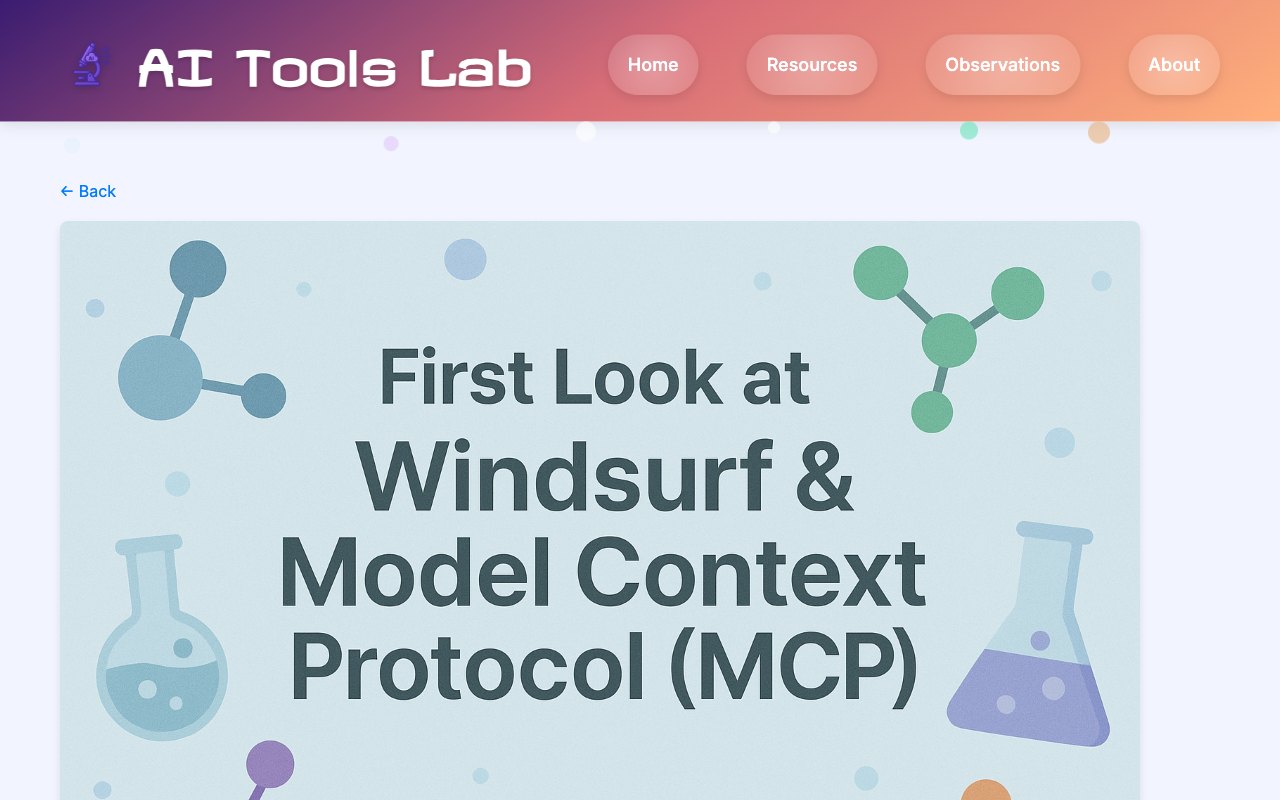 AI Tools Lab
Home
Resources
Observations
About
← Back
First Look at
Windsurf &
Model Context
Protocol (MCP)